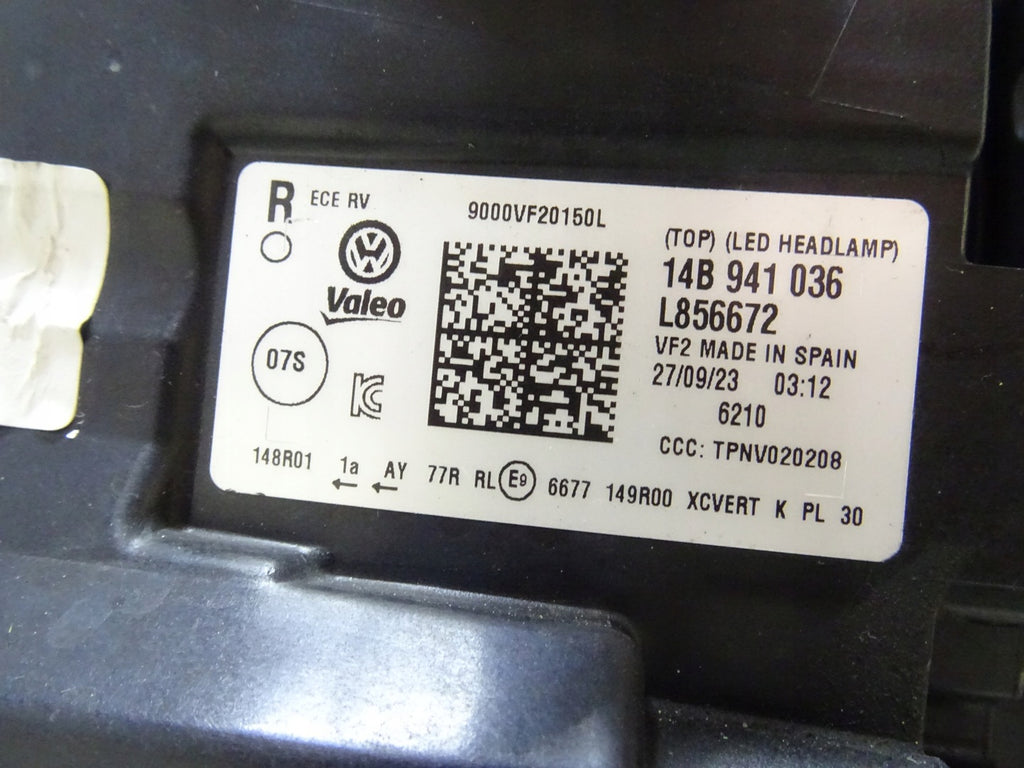 R ECE RV
9000VF20150L
(TOP) (LED HEADLAMP)
14B 941 036
L856672
Valeo
VF2 MADE IN SPAIN
27/09/23 03:12
07S
6210
CCC: TPNV020208
148R01 1a AY 77R RL E9 6677 149R00 XCVERT K PL 30